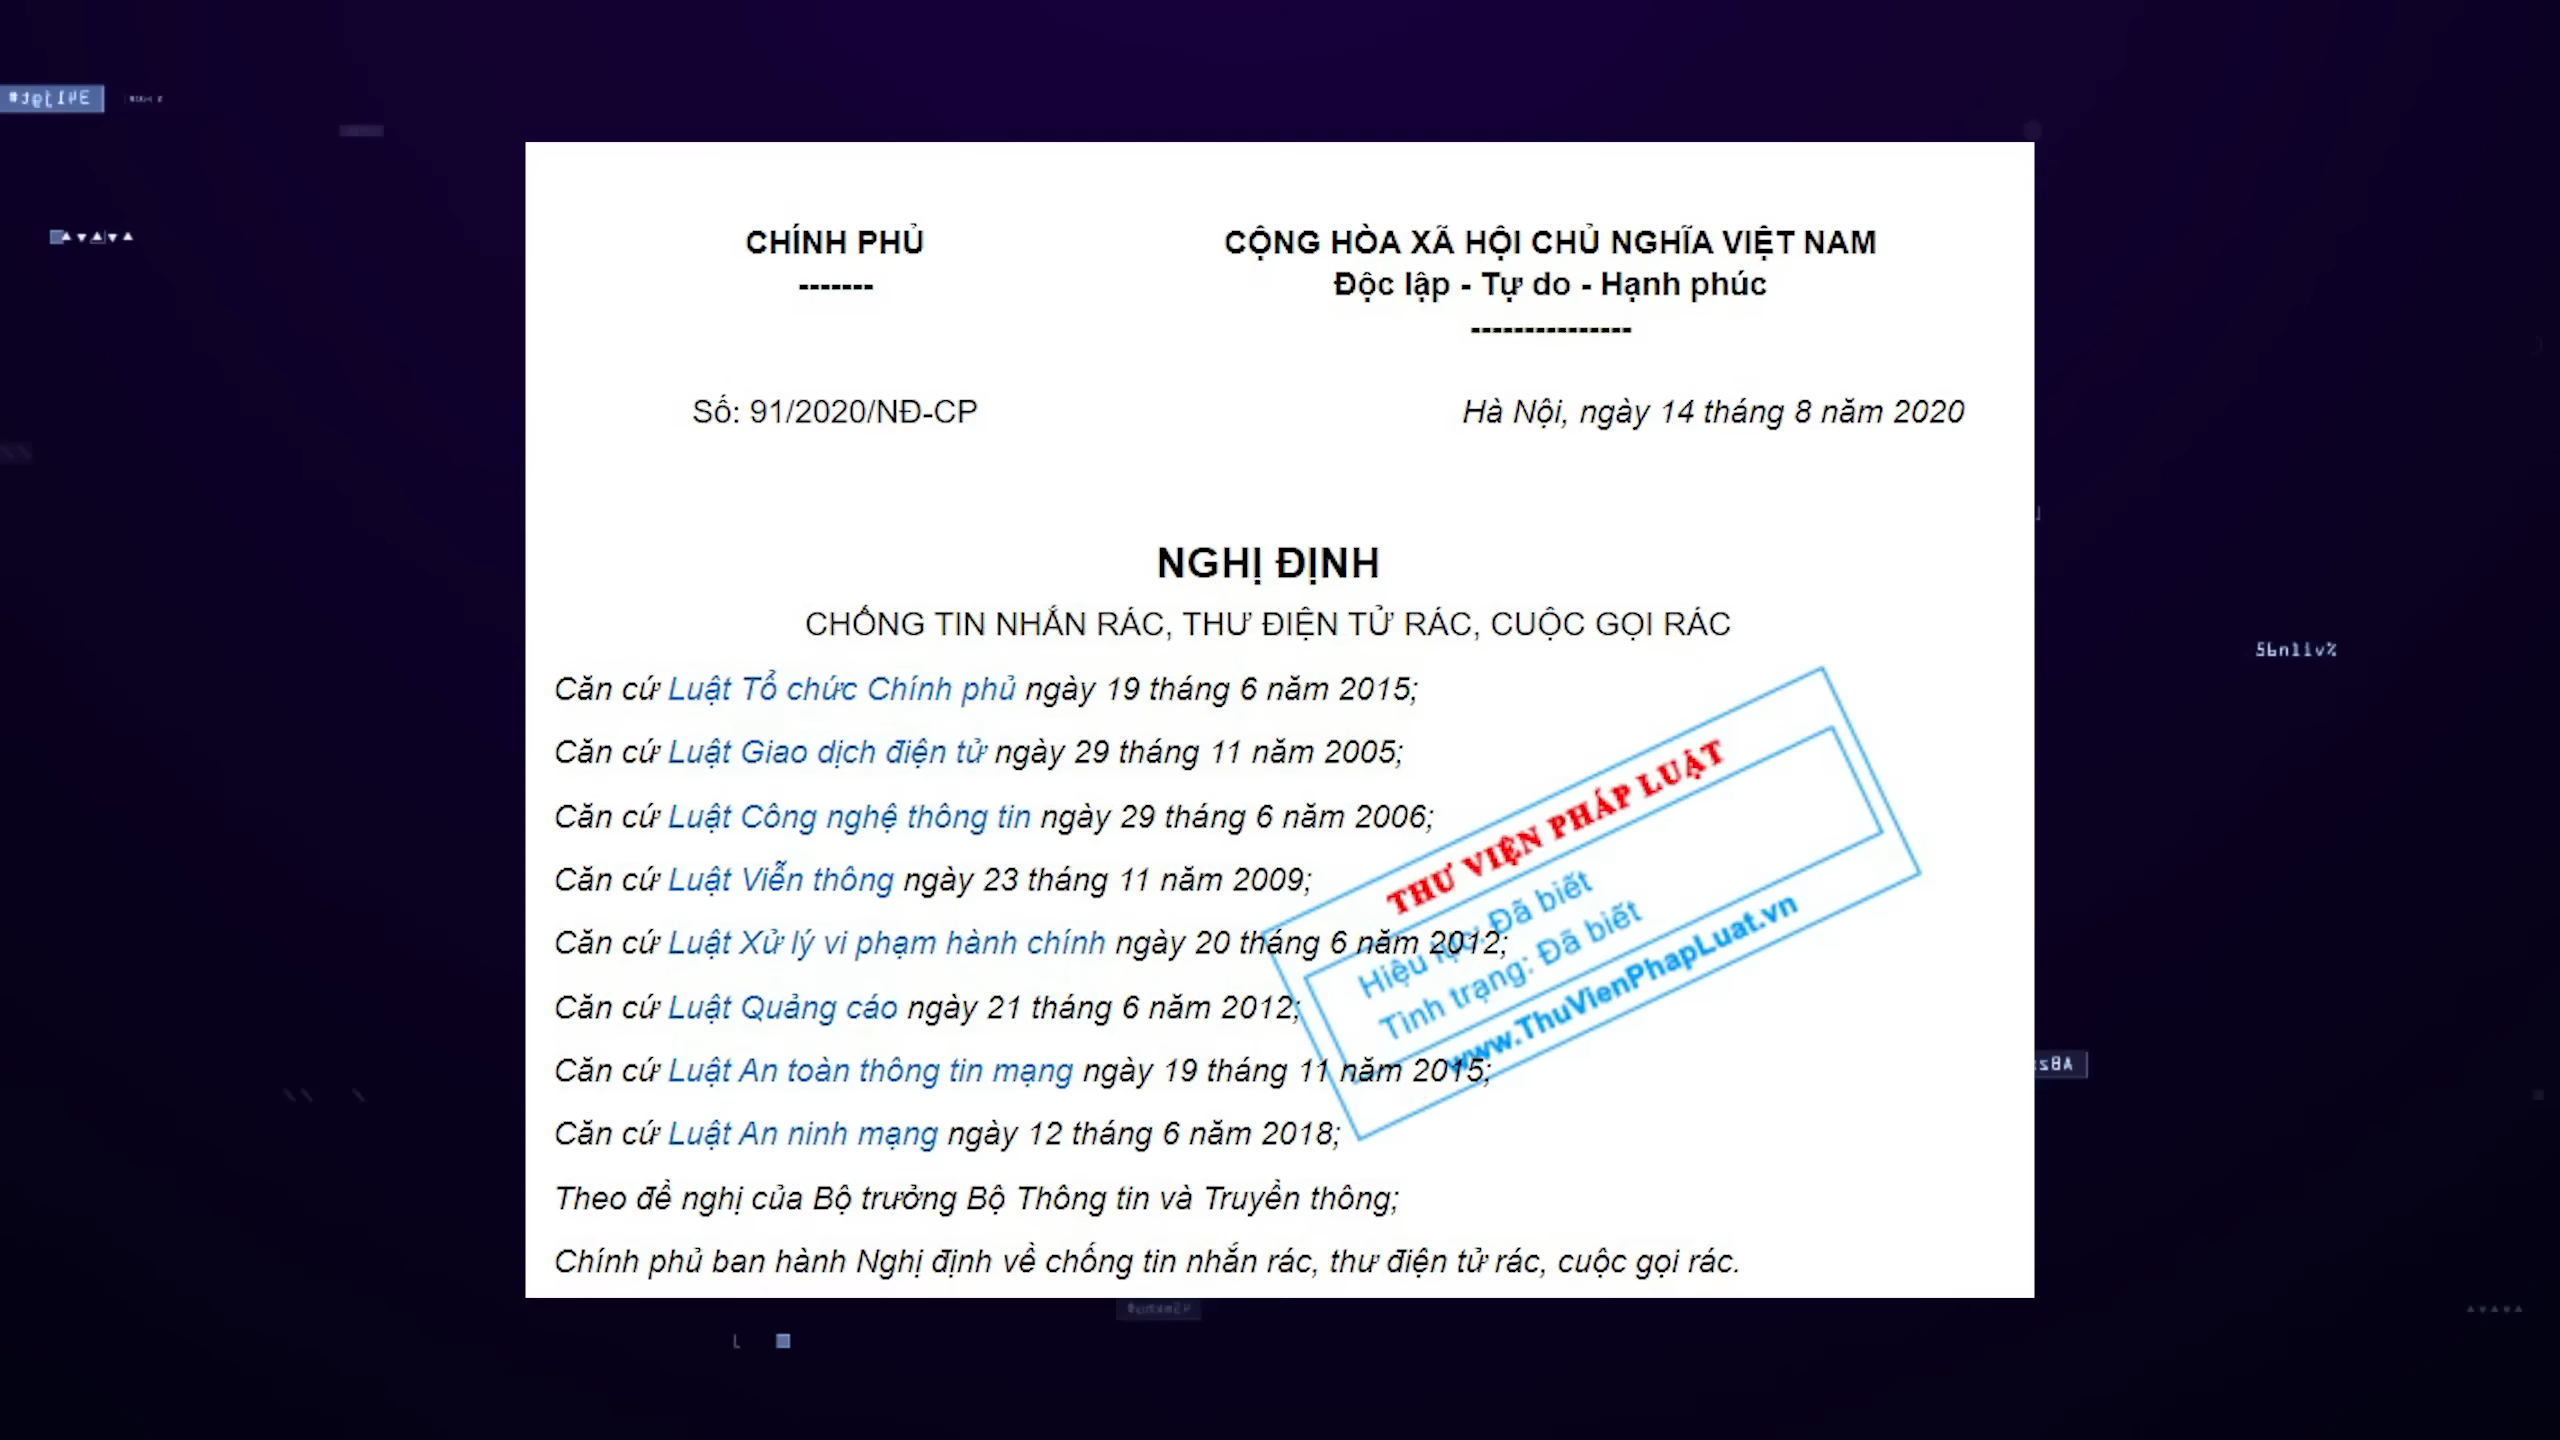 CHÍNH PHỦ
-------
CỘNG HÒA XÃ HỘI CHỦ NGHĨA VIỆT NAM
Độc lập - Tự do - Hạnh phúc
---------------
Số: 91/2020/NĐ-CP
Hà Nội, ngày 14 tháng 8 năm 2020
NGHỊ ĐỊNH
CHỐNG TIN NHẮN RÁC, THƯ ĐIỆN TỬ RÁC, CUỘC GỌI RÁC
Căn cứ Luật Tổ chức Chính phủ ngày 19 tháng 6 năm 2015;
Căn cứ Luật Giao dịch điện tử ngày 29 tháng 11 năm 2005;
Căn cứ Luật Công nghệ thông tin ngày 29 tháng 6 năm 2006;
Căn cứ Luật Viễn thông ngày 23 tháng 11 năm 2009;
Căn cứ Luật Xử lý vi phạm hành chính ngày 20 tháng 6 năm 2012;
Căn cứ Luật Quảng cáo ngày 21 tháng 6 năm 2012;
Căn cứ Luật An toàn thông tin mạng ngày 19 tháng 11 năm 2015;
Căn cứ Luật An ninh mạng ngày 12 tháng 6 năm 2018;
Theo đề nghị của Bộ trưởng Bộ Thông tin và Truyền thông;
Chính phủ ban hành Nghị định về chống tin nhắn rác, thư điện tử rác, cuộc gọi rác.
THƯ VIỆN PHÁP LUẬT
Hiệu lực: Đã biết
Tình trạng: Đã biết
www.ThuVienPhapLuat.vn